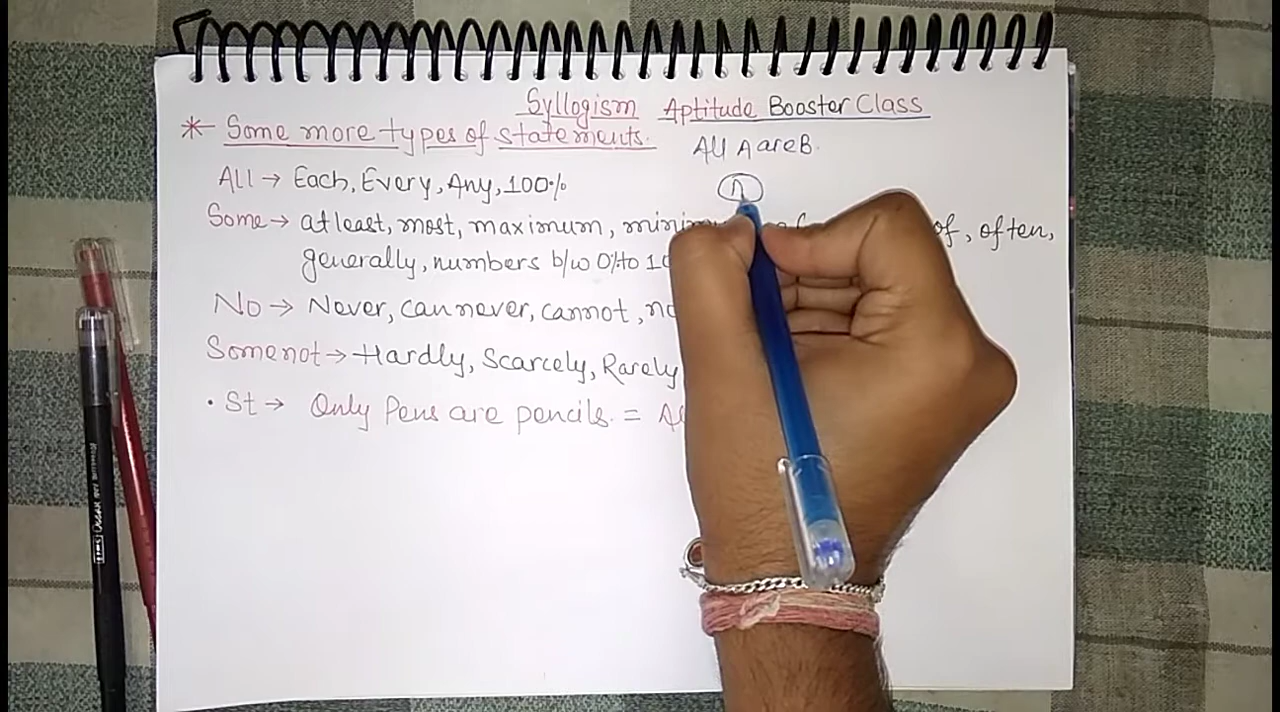 Syllogism Aptitude Booster Class
* Some more types of statements.
All A are B.
All → Each, Every, Any, 100%
Some → atleast, most, maximum, of, often,
generally, numbers b/w 0% to
No → Never, can never, cannot,
Some not → Hardly, Scarcely, Rarely
• St → Only Pens are pencils. =